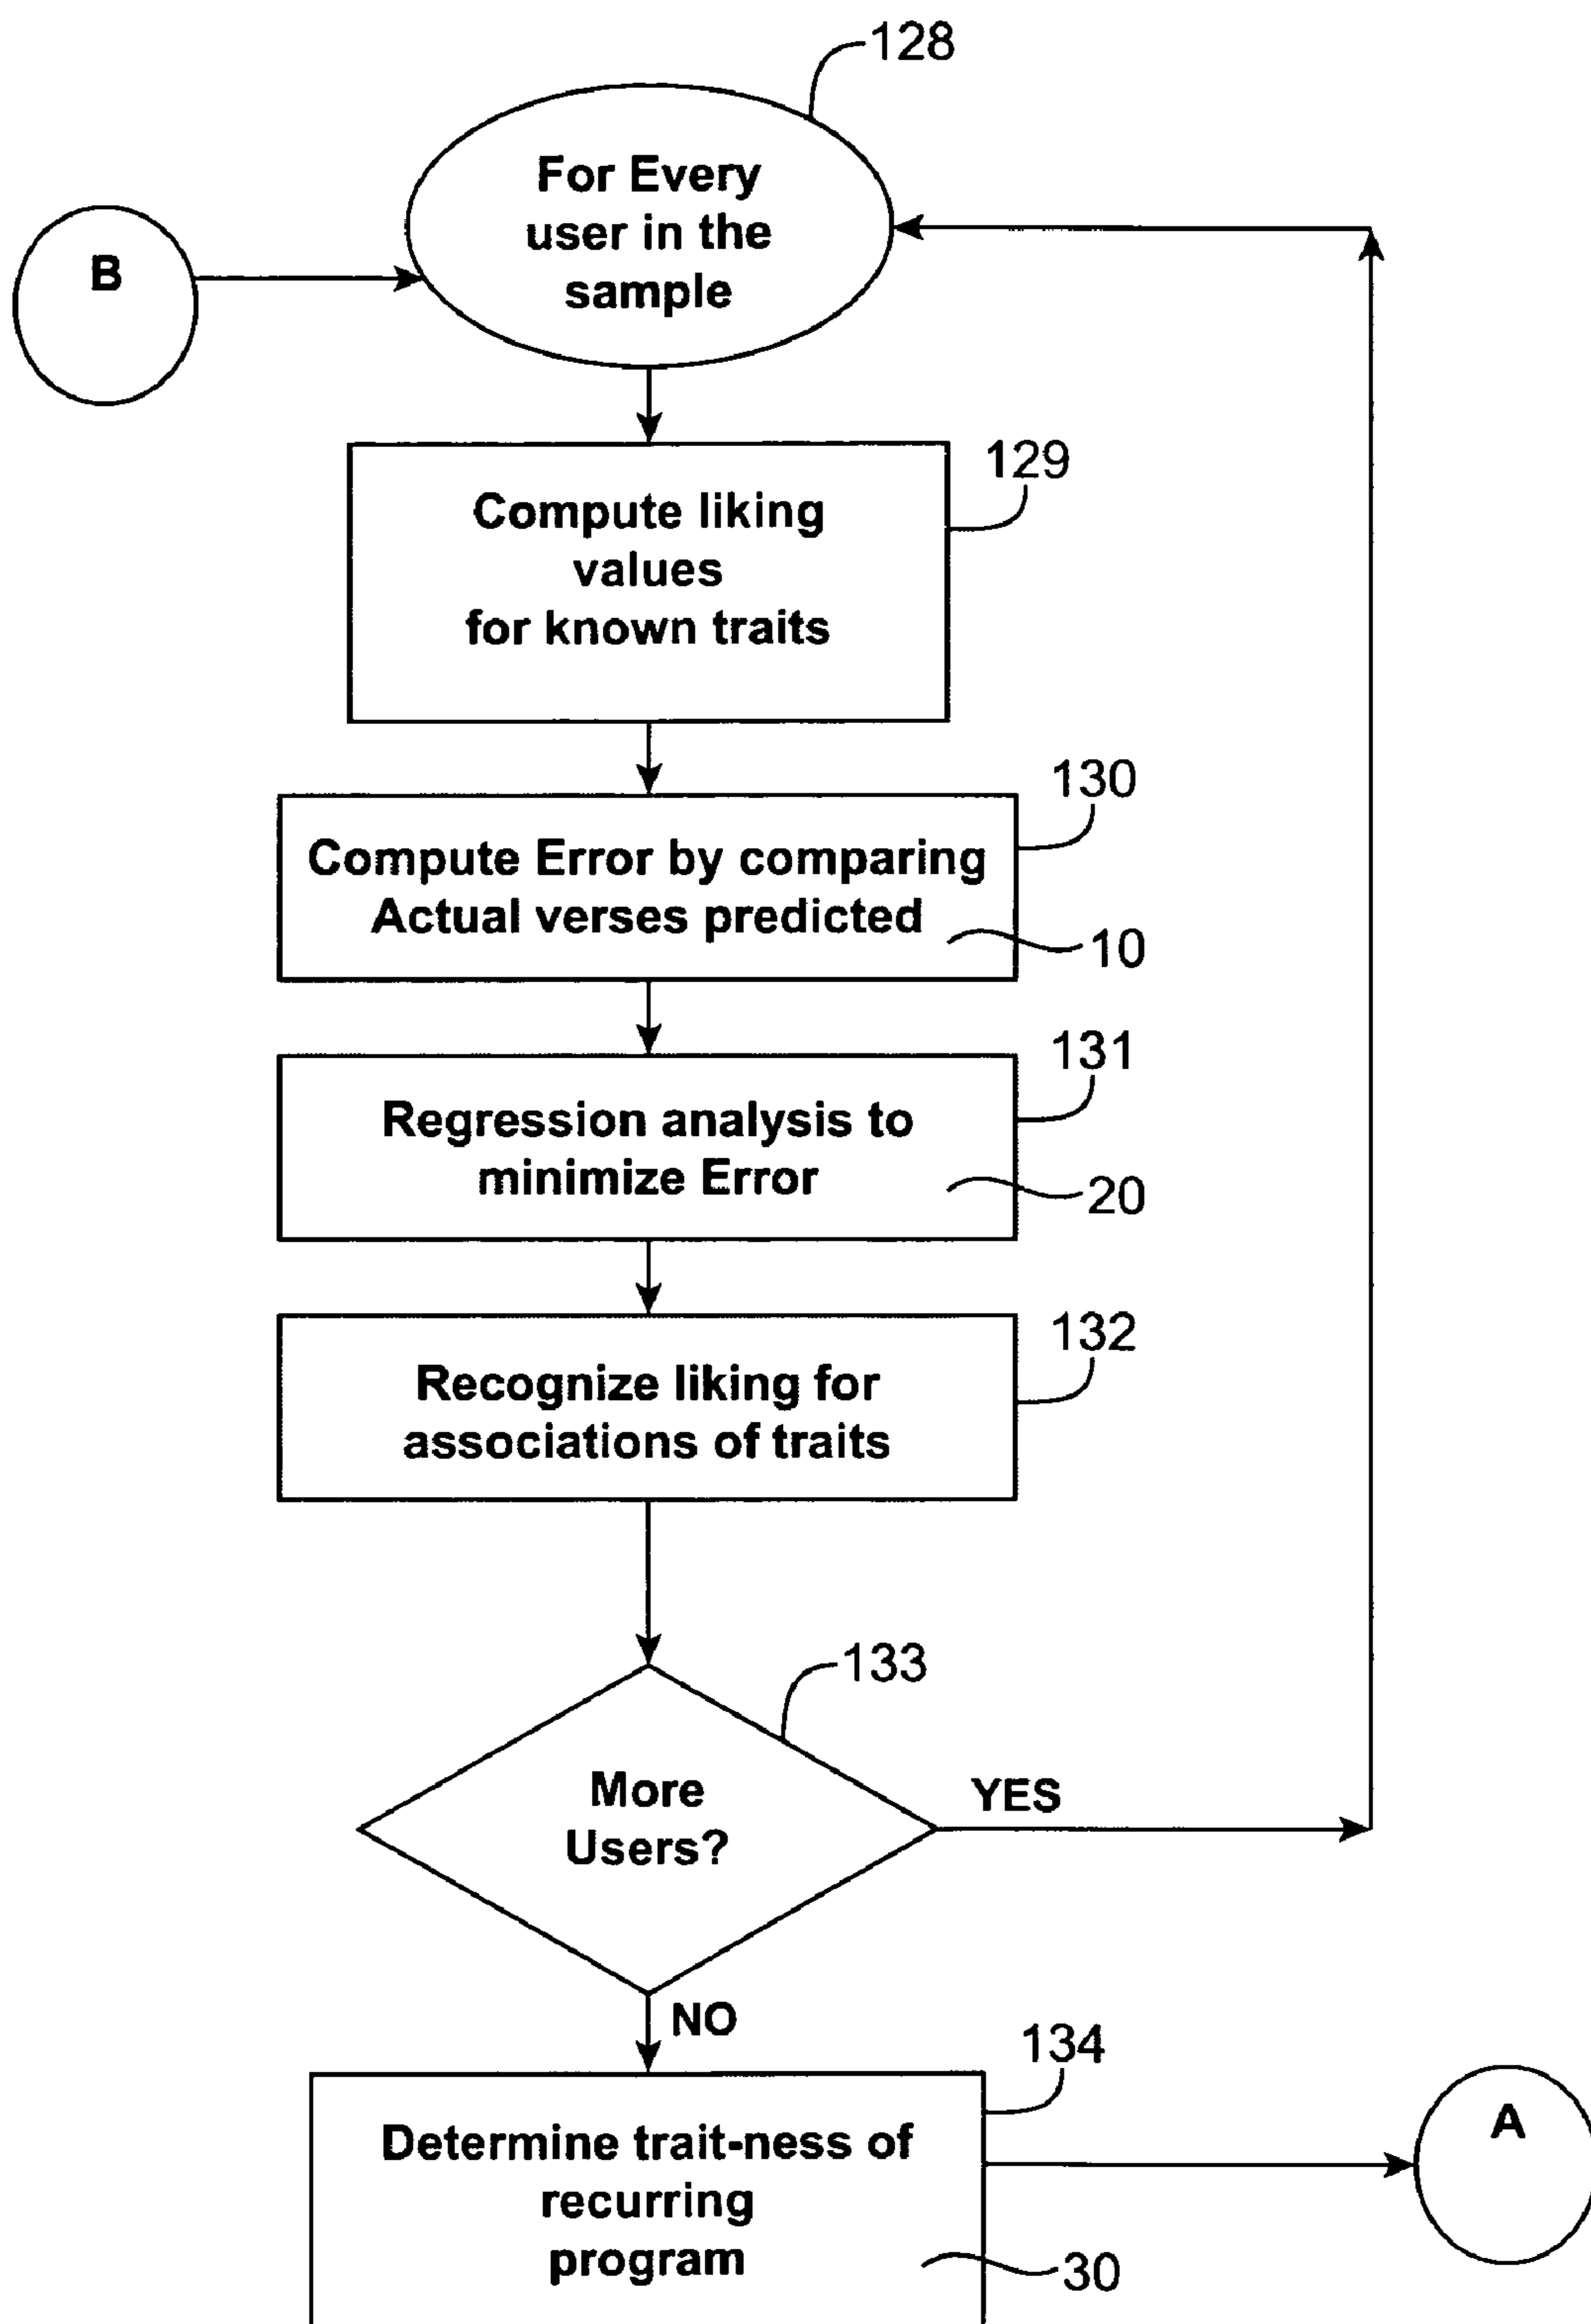 128
For Every
user in the
sample
B
129
Compute liking
values
for known traits
130
Compute Error by comparing
Actual verses predicted
10
131
Regression analysis to
minimize Error
20
132
Recognize liking for
associations of traits
133
More
Users?
YES
NO
134
Determine trait-ness of
recurring
program
30
A